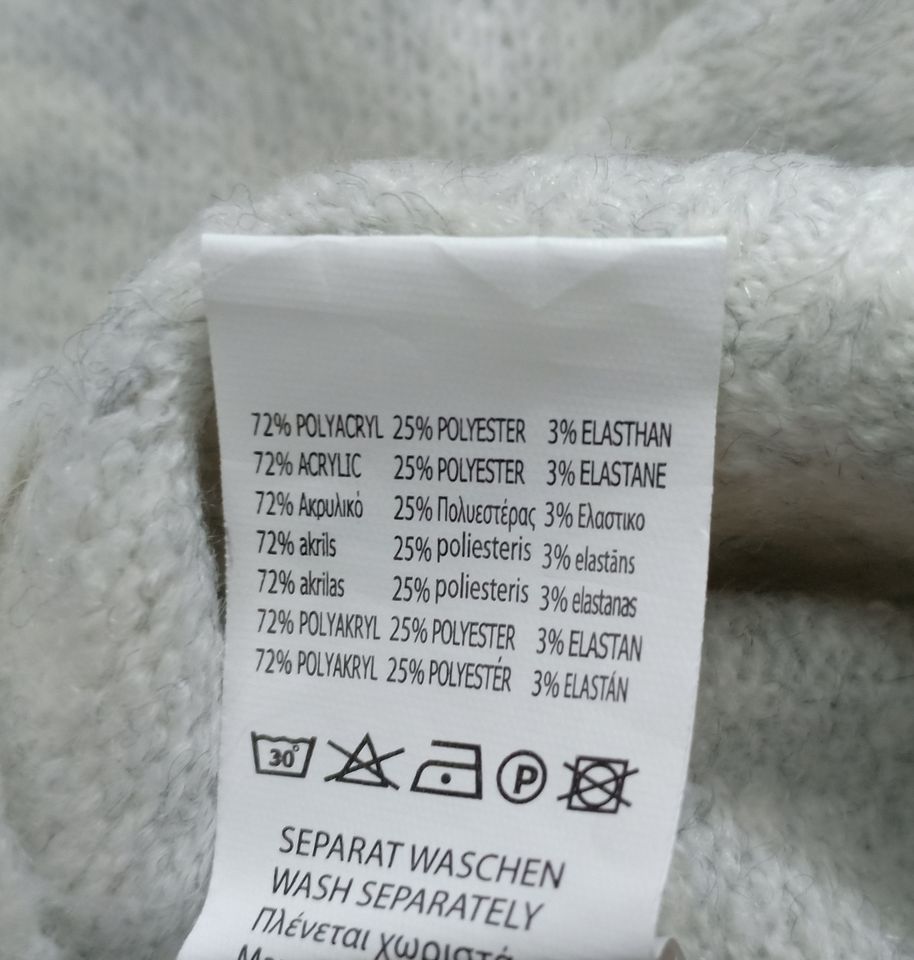 72% POLYACRYL 25% POLYESTER 3% ELASTHAN
72% ACRYLIC 25% POLYESTER 3% ELASTANE
72% Ακρυλικό 25% Πολυεστέρας 3% Ελαστικο
72% akrils 25% poliesteris 3% elastāns
72% akrilas 25% poliesteris 3% elastanas
72% POLYAKRYL 25% POLYESTER 3% ELASTAN
72% POLYAKRYL 25% POLYESTÉR 3% ELASTÁN
30° P
SEPARAT WASCHEN
WASH SEPARATELY
Πλένεται χωριστά